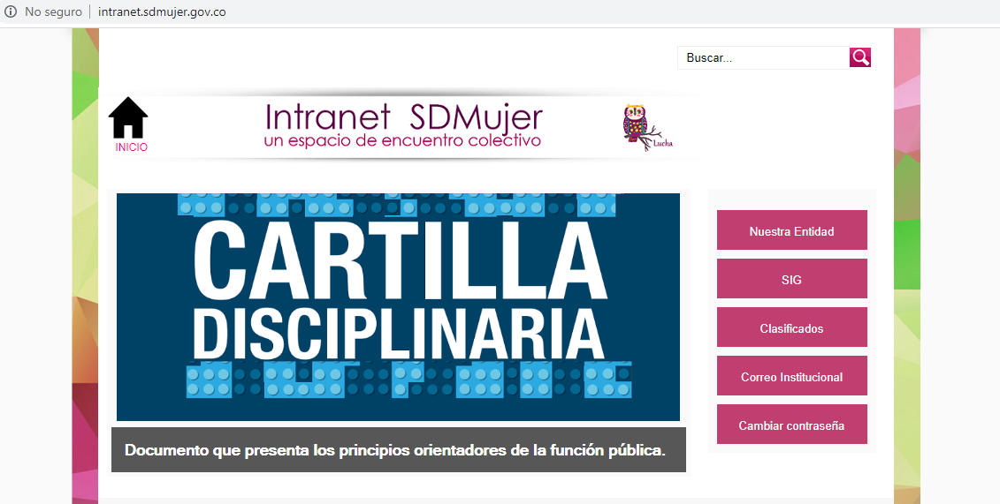 No seguro
intranet.sdmujer.gov.co
Buscar...
INICIO
Intranet SDMujer
un espacio de encuentro colectivo
Lucha
CARTILLA
DISCIPLINARIA
Documento que presenta los principios orientadores de la función pública.
Nuestra Entidad
SIG
Clasificados
Correo Institucional
Cambiar contraseña